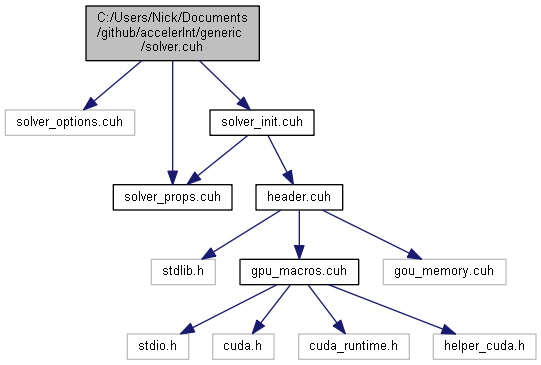 C:/Users/Nick/Documents
/github/accelerInt/generic
/solver.cuh
solver_options.cuh
solver_init.cuh
solver_props.cuh
header.cuh
stdlib.h
gpu_macros.cuh
gou_memory.cuh
stdio.h
cuda.h
cuda_runtime.h
helper_cuda.h